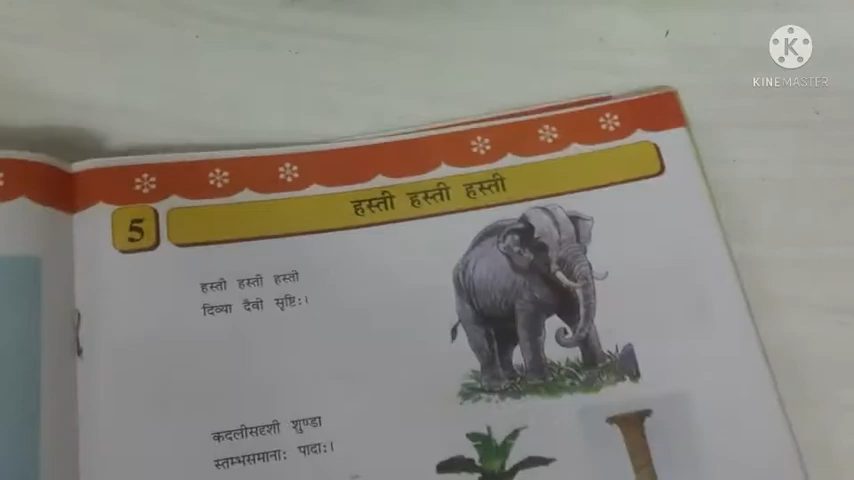 KINEMASTER
5
हस्ती हस्ती हस्ती
हस्ती हस्तो हस्तो
दिव्या दैवी सृष्टिः।
कदलीसदृशी शुण्डा
स्तम्भसमानाः पादाः।